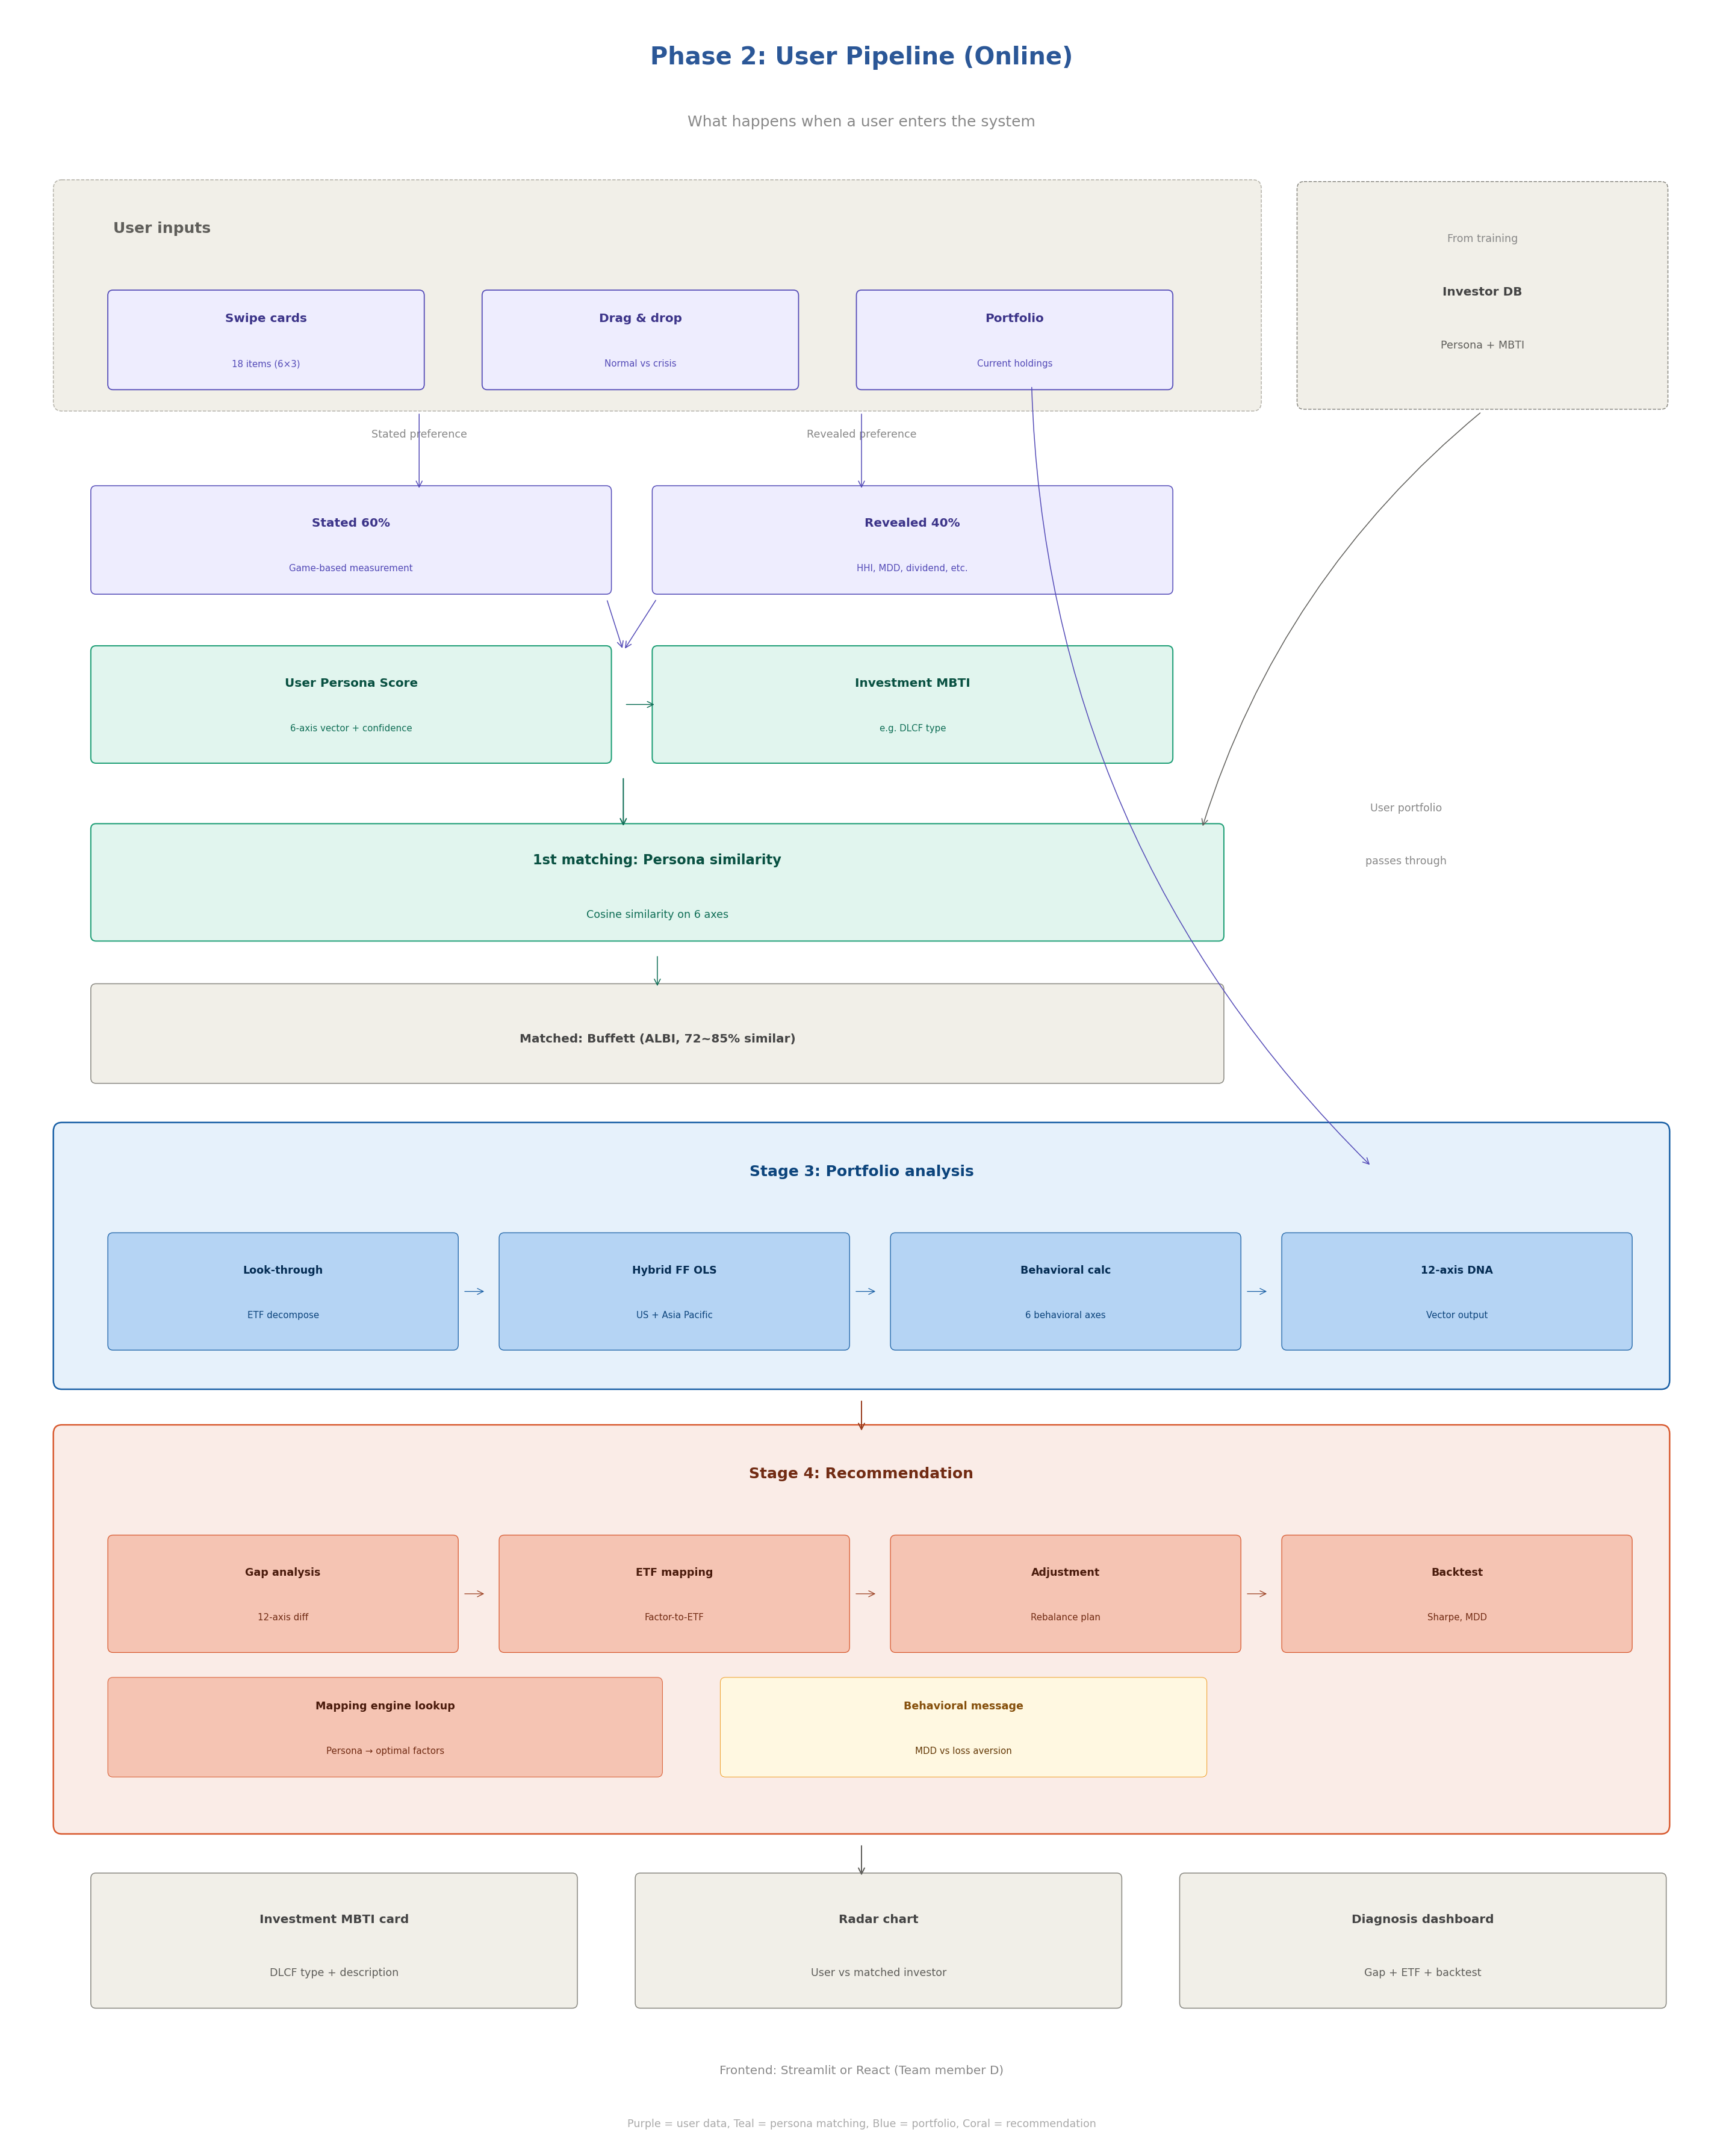 Phase 2: User Pipeline (Online)
What happens when a user enters the system
User inputs
Swipe cards
18 items (6×3)
Drag & drop
Normal vs crisis
Portfolio
Current holdings
From training
Investor DB
Persona + MBTI
Stated preference
Revealed preference
Stated 60%
Game-based measurement
Revealed 40%
HHI, MDD, dividend, etc.
User Persona Score
6-axis vector + confidence
Investment MBTI
e.g. DLCF type
User portfolio
passes through
1st matching: Persona similarity
Cosine similarity on 6 axes
Matched: Buffett (ALBI, 72~85% similar)
Stage 3: Portfolio analysis
Look-through
ETF decompose
Hybrid FF OLS
US + Asia Pacific
Behavioral calc
6 behavioral axes
12-axis DNA
Vector output
Stage 4: Recommendation
Gap analysis
12-axis diff
ETF mapping
Factor-to-ETF
Adjustment
Rebalance plan
Backtest
Sharpe, MDD
Mapping engine lookup
Persona → optimal factors
Behavioral message
MDD vs loss aversion
Investment MBTI card
DLCF type + description
Radar chart
User vs matched investor
Diagnosis dashboard
Gap + ETF + backtest
Frontend: Streamlit or React (Team member D)
Purple = user data, Teal = persona matching, Blue = portfolio, Coral = recommendation